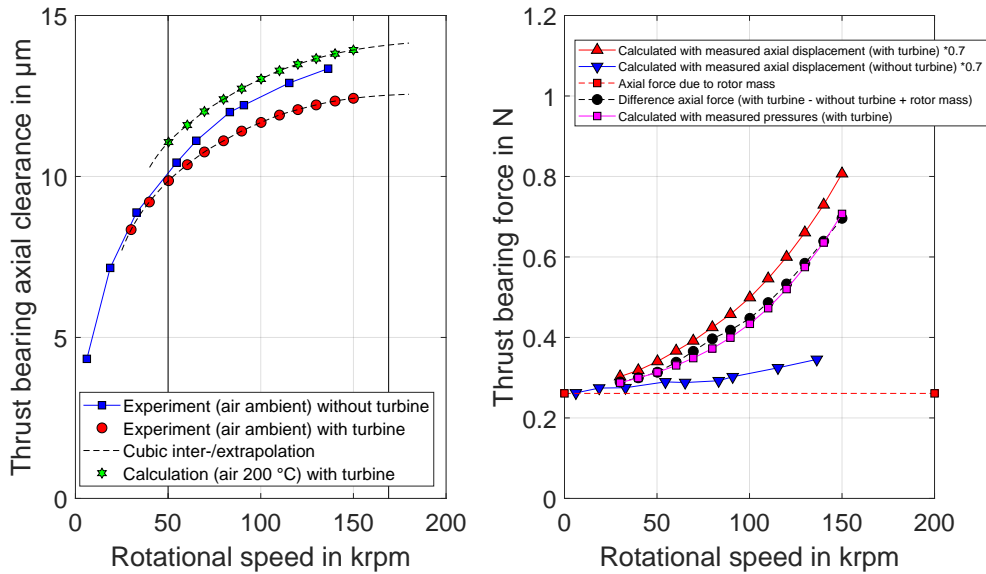 15
10
5
0
0
50
100
150
200
Thrust bearing axial clearance in µm
Rotational speed in krpm
Experiment (air ambient) without turbine
Experiment (air ambient) with turbine
Cubic inter-/extrapolation
Calculation (air 200 °C) with turbine
1.2
1
0.8
0.6
0.4
0.2
0
0
50
100
150
200
Thrust bearing force in N
Rotational speed in krpm
Calculated with measured axial displacement (with turbine) *0.7
Calculated with measured axial displacement (without turbine) *0.7
Axial force due to rotor mass
Difference axial force (with turbine - without turbine + rotor mass)
Calculated with measured pressures (with turbine)